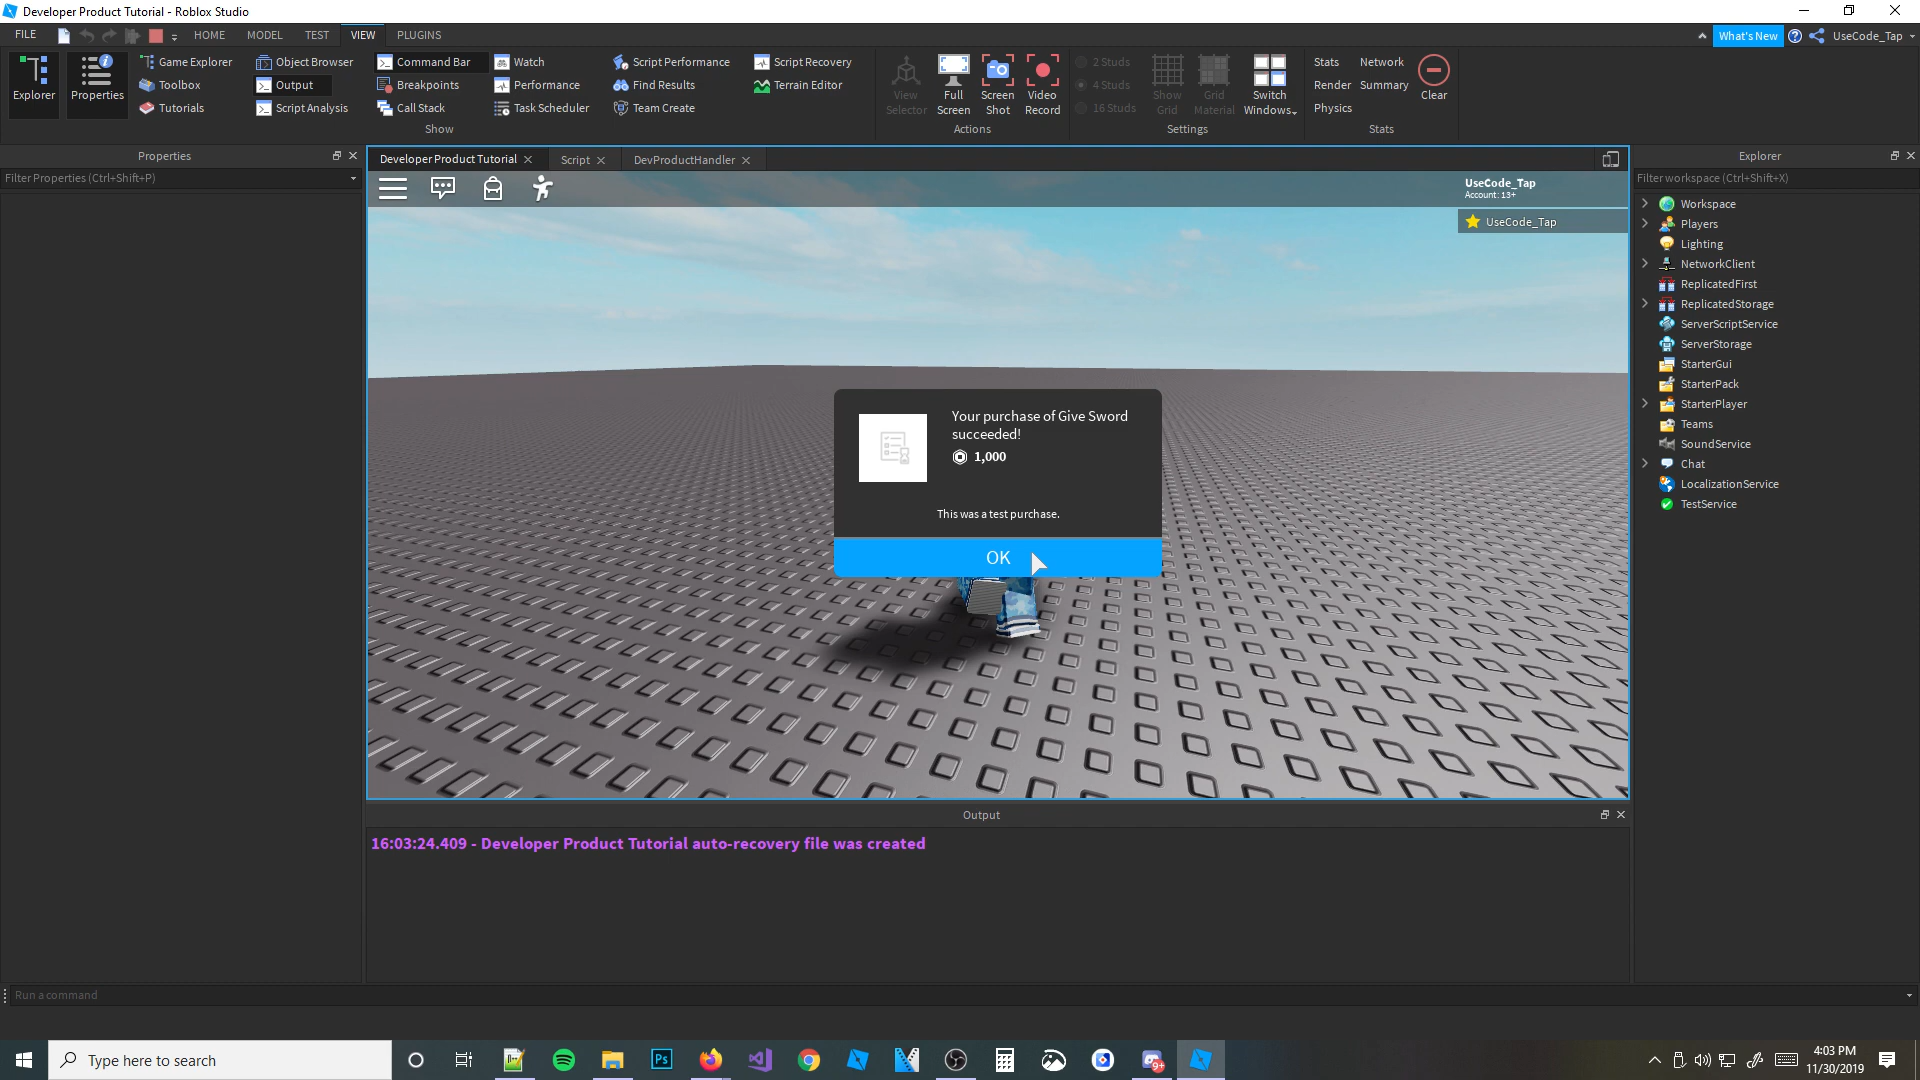 Developer Product Tutorial - Roblox Studio
FILE HOME MODEL TEST VIEW PLUGINS What's New UseCode_Tap
Explorer
Properties
Game Explorer
Toolbox
Tutorials
Object Browser
Output
Script Analysis
Command Bar
Breakpoints
Call Stack
Watch
Performance
Task Scheduler
Script Performance
Find Results
Team Create
Script Recovery
Terrain Editor
Show
View
Selector
Full
Screen
Screen
Shot
Video
Record
Actions
2 Studs
4 Studs
16 Studs
Show
Grid
Grid
Material
Switch
Windows
Settings
Stats
Network
Render
Summary
Physics
Clear
Stats
Properties
Filter Properties (Ctrl+Shift+P)
Developer Product Tutorial
Script
DevProductHandler
UseCode_Tap
Account: 13+
UseCode_Tap
Your purchase of Give Sword
succeeded!
1,000
This was a test purchase.
OK
Output
16:03:24.409 - Developer Product Tutorial auto-recovery file was created
Explorer
Filter workspace (Ctrl+Shift+X)
Workspace
Players
Lighting
NetworkClient
ReplicatedFirst
ReplicatedStorage
ServerScriptService
ServerStorage
StarterGui
StarterPack
StarterPlayer
Teams
SoundService
Chat
LocalizationService
TestService
Run a command
Type here to search
Ps
9+
4:03 PM
11/30/2019